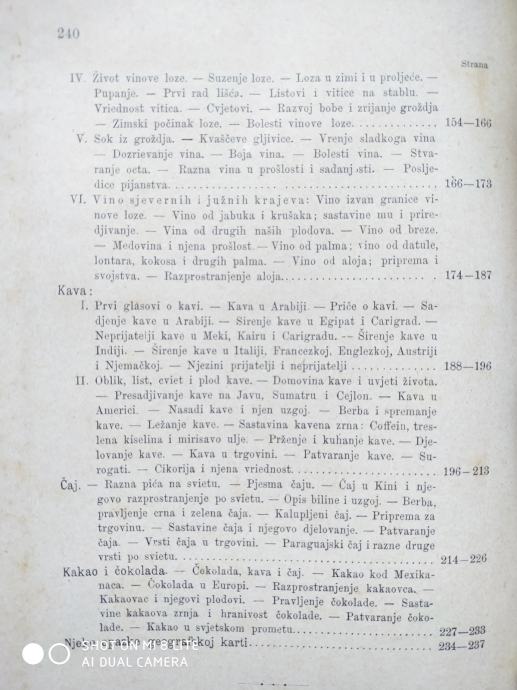 240
Strana
IV. Život vinove loze. — Suzenje loze. — Loza u zimi i u proljeće. —
Pupanje. — Prvi rad lišća. — Listovi i vitice na stablu. —
Vriednost vitica. — Cvjetovi. — Razvoj bobe i zrijanje grožđja
— Zimski počinak loze. — Bolesti vinove loze. 154—166
V. Sok iz grožđja. — Kvaščeve gljivice. — Vrenje sladkoga vina
— Dozrievanje vina. — Boja vina. — Bolesti vina. — Stva-
ranje octa. — Razna vina u prošlosti i sadanjosti. — Poslje-
dice pijanstva. 166—173
VI. Vino sjevernih i južnih krajeva: Vino izvan granice vi-
nove loze. — Vino od jabuka i krušaka; sastavine mu i prire-
djivanje. — Vina od drugih naših plodova. — Vino od breze.
— Medovina i njena prošlost — Vino od palma; vino od datule,
lontara, kokosa i drugih palma. — Vino od aloja; priprema i
svojstva. — Razprostranjenje aloja. 174—187
Kava:
I. Prvi glasovi o kavi. — Kava u Arabiji. — Priče o kavi. — Sa-
djenje kave u Arabiji. — Širenje kave u Egipat i Carigrad. —
Neprijatelji kave u Meki, Kairu i Carigradu. — Širenje kave u
Indiji. — Širenje kave u Italiji, Francezkoj, Englezkoj, Austriji
i Njemačkoj. — Njezini prijatelji i neprijatelji 188—196
II. Oblik, list, cviet i plod kave. — Domovina kave i uvjeti života.
— Presadjivanje kave na Javu, Sumatru i Cejlon. — Kava u
Americi. — Nasadi kave i njen uzgoj. — Berba i spremanje
kave. — Ležanje kave. — Sastavina kavena zrna: Coffein, tres-
lena kiselina i mirisavo ulje. — Prženje i kuhanje kave. — Dje-
lovanje kave. — Kava u trgovini. — Patvaranje kave. — Su-
rogati. — Cikorija i njena vriednost. 196—213
Čaj. — Razna pića na svietu. — Pjesma čaju. — Čaj u Kini i nje-
govo razprostranjenje po svietu. — Opis biline i uzgoj. — Berba,
pravljenje crna i zelena čaja. — Kalupljeni čaj. — Priprema za
trgovinu. — Sastavine čaja i njegovo djelovanje. — Patvaranje
čaja. — Vrsti čaja u trgovini. — Paraguajski čaj i razne druge
vrsti po svietu. 214—226
Kakao i čokolada. — Čokolada, kava i čaj. — Kakao kod Mexika-
naca. — Čokolada u Europi. — Razprostranjenje kakaovca. —
Kakaovac i njegovi plodovi. — Pravljenje čokolade. — Sasta-
vine kakaova zrnja i hranivost čokolade. — Patvaranje čoko-
lade. — Kakao u svjetskom prometu. 227—233
geografskoj karti. 234—237
SHOT ON MI 8 LITE
AI DUAL CAMERA